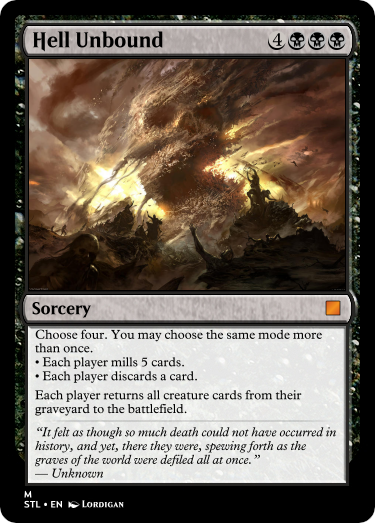 Hell Unbound 4
Sorcery
Choose four. You may choose the same mode more
than once.
• Each player mills 5 cards.
• Each player discards a card.
Each player returns all creature cards from their
graveyard to the battlefield.
“It felt as though so much death could not have occurred in
history, and yet, there they were, spewing forth as the
graves of the world were defiled all at once.”
— Unknown
M
STL • EN Lordigan